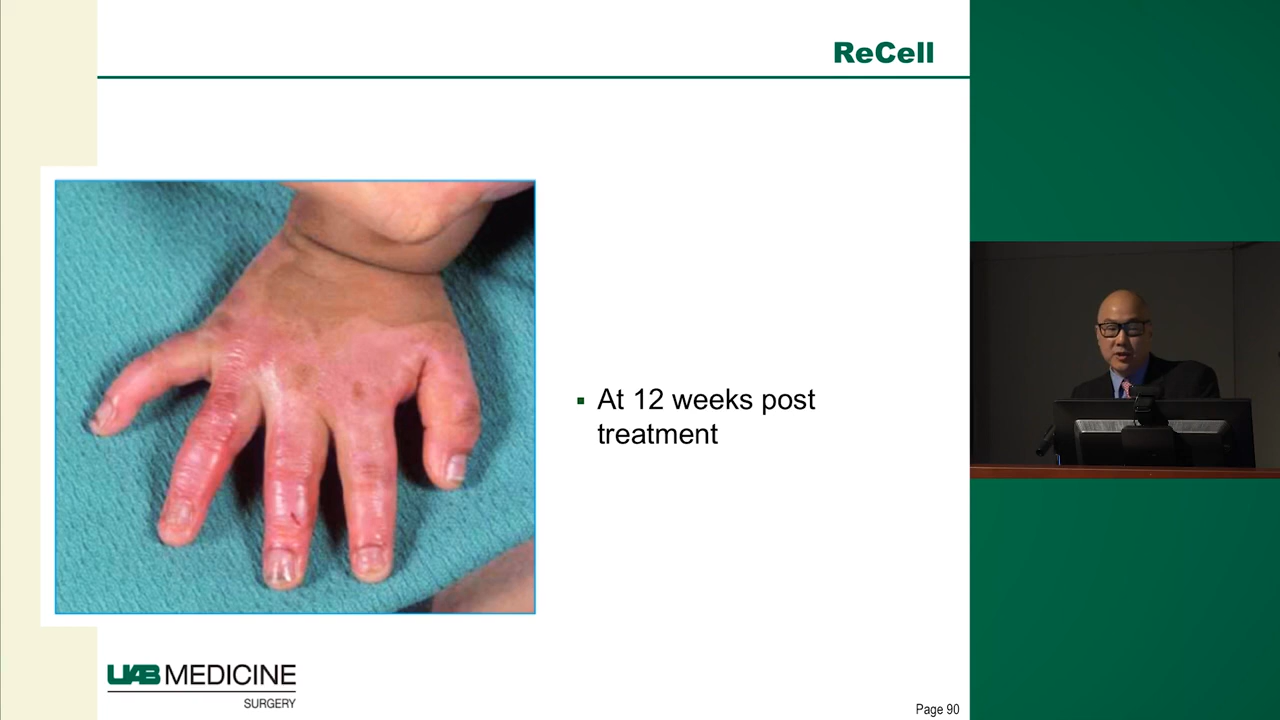 ReCell
▪ At 12 weeks post
treatment
UAB MEDICINE
SURGERY
Page 90